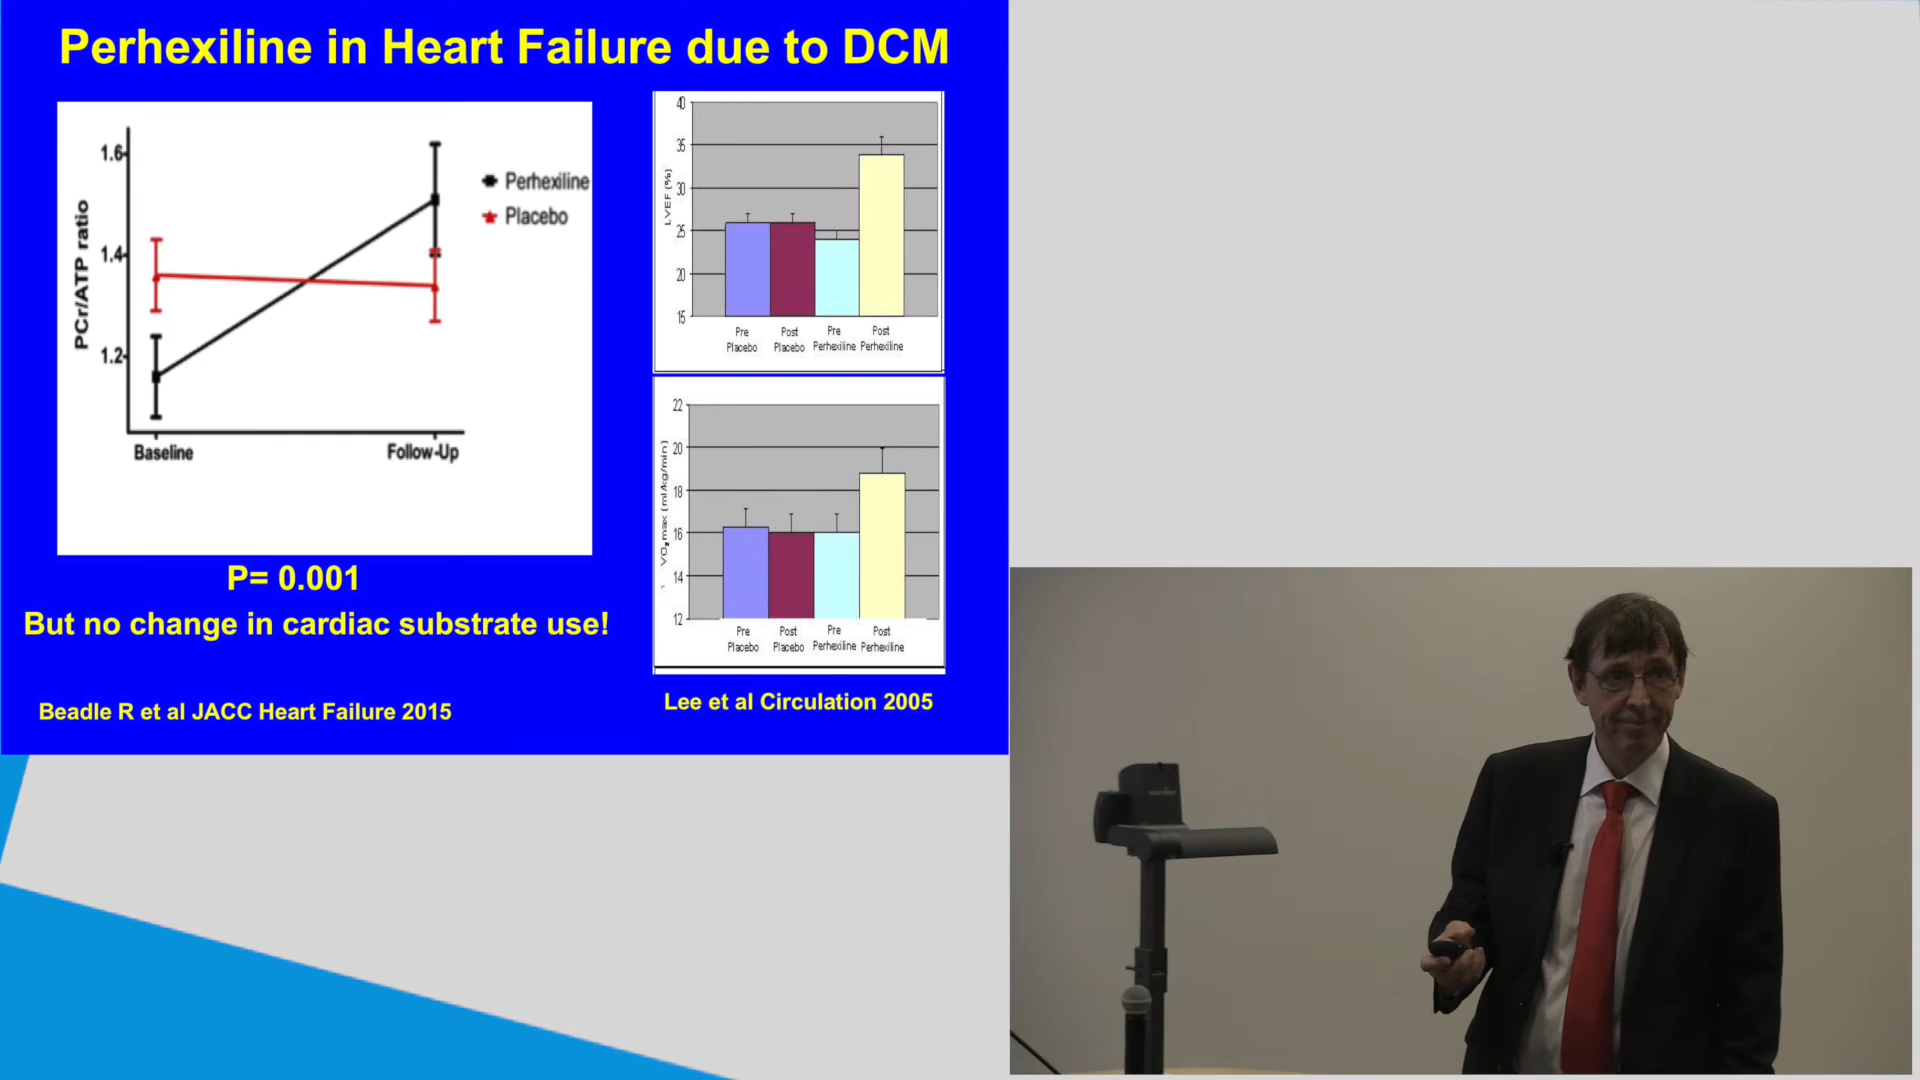 Perhexiline in Heart Failure due to DCM
PCr/ATP ratio
1.6
1.4
1.2
Baseline
Follow-Up
Perhexiline
Placebo
P= 0.001
But no change in cardiac substrate use!
Beadle R et al JACC Heart Failure 2015
LVEF (%)
40
35
30
25
20
15
Pre Placebo
Post Placebo
Pre Perhexiline
Post Perhexiline
VO₂max (ml/kg/min)
22
20
18
16
14
12
Pre Placebo
Post Placebo
Pre Perhexiline
Post Perhexiline
Lee et al Circulation 2005